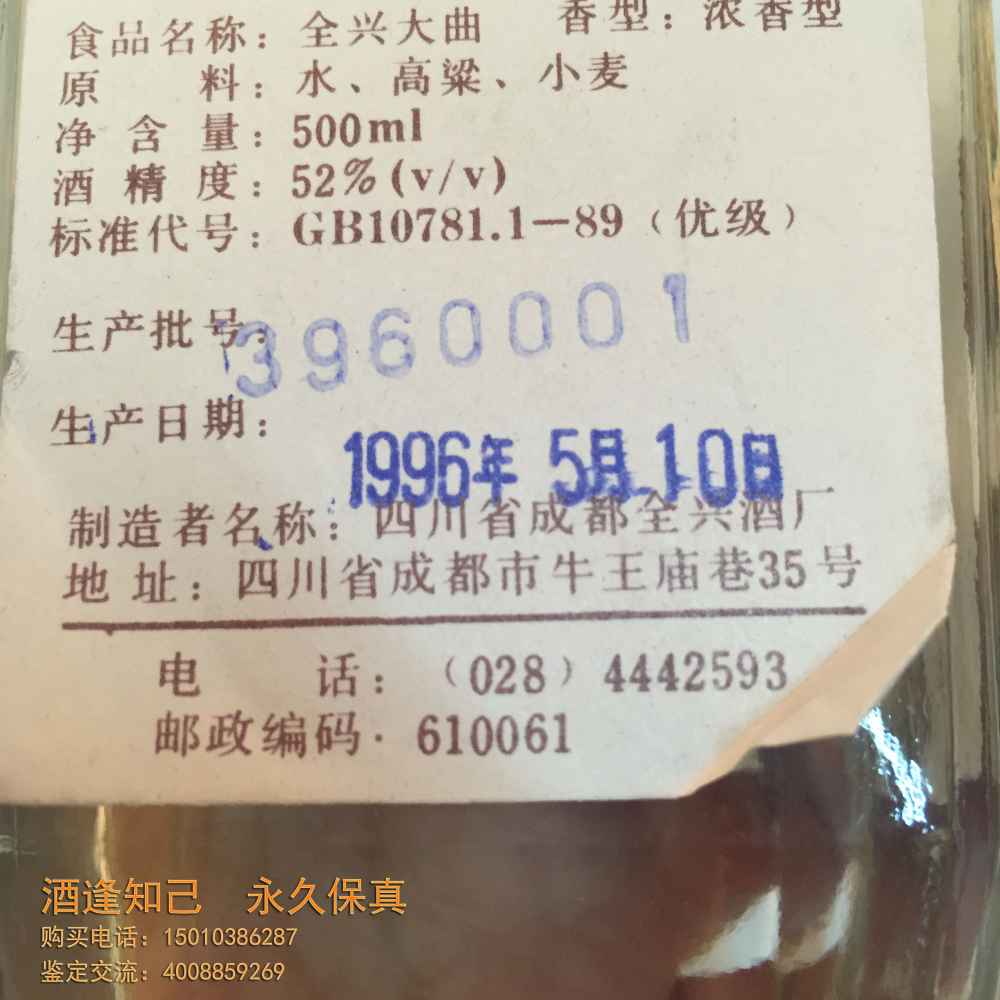 食品名称：全兴大曲　香型：浓香型
原　　料：水、高粱、小麦
净 含 量：500ml
酒 精 度：52%(v/v)
标准代号：GB10781.1-89（优级）
生产批号：3960001
生产日期：
1996年 5月10日
制造者名称：四川省成都全兴酒厂
地 址：四川省成都市牛王庙巷35号
电　　话：（028）4442593
邮政编码：610061
酒逢知己　永久保真
购买电话：15010386287
鉴定交流：4008859269